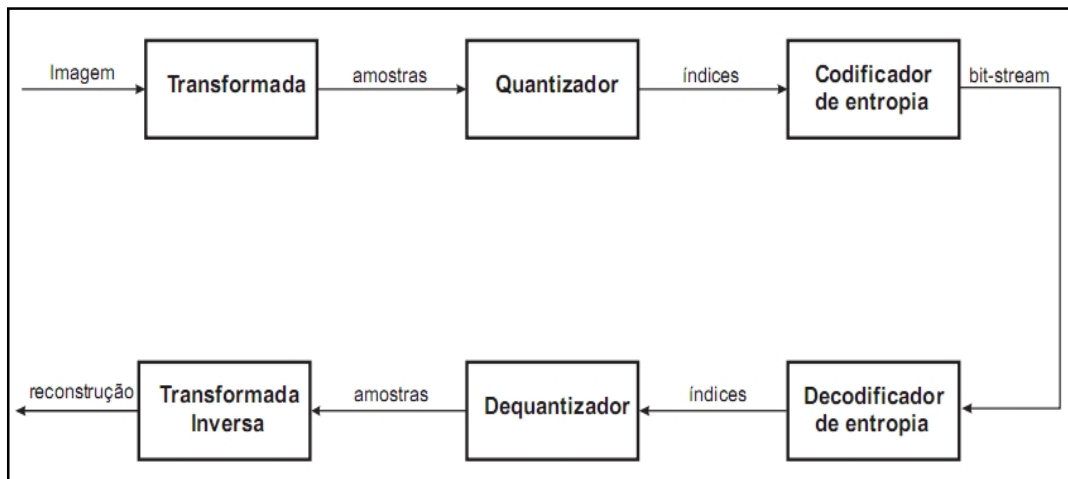 Imagem
Transformada
amostras
Quantizador
índices
Codificador
de entropia
bit-stream
reconstrução
Transformada
Inversa
amostras
Dequantizador
índices
Decodificador
de entropia